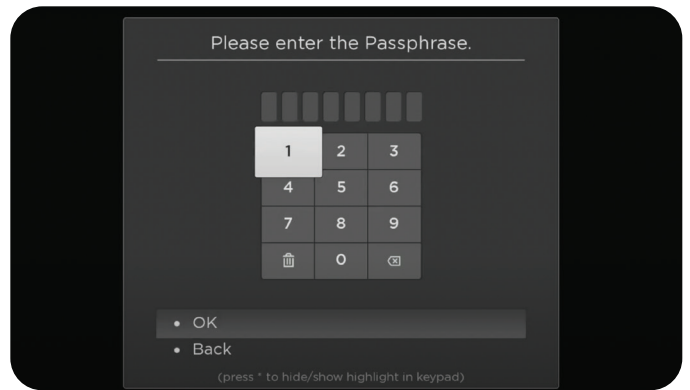 Please enter the Passphrase.
1 2 3
4 5 6
7 8 9
0
OK
Back
(press * to hide/show highlight in keypad)